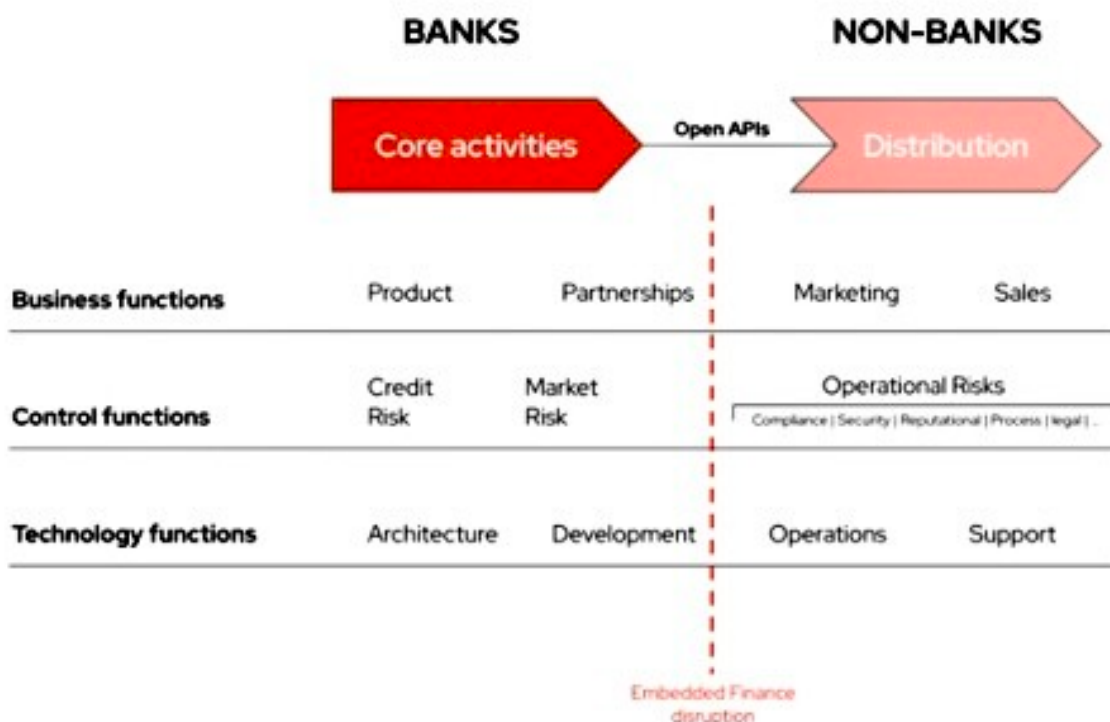 BANKS NON-BANKS
Core activities Open APIs Distribution
Business functions Product Partnerships Marketing Sales
Credit Market Operational Risks
Control functions Risk Risk Compliance | Security | Reputational | Process | legal | ...
Technology functions Architecture Development Operations Support
Embedded Finance
disruption